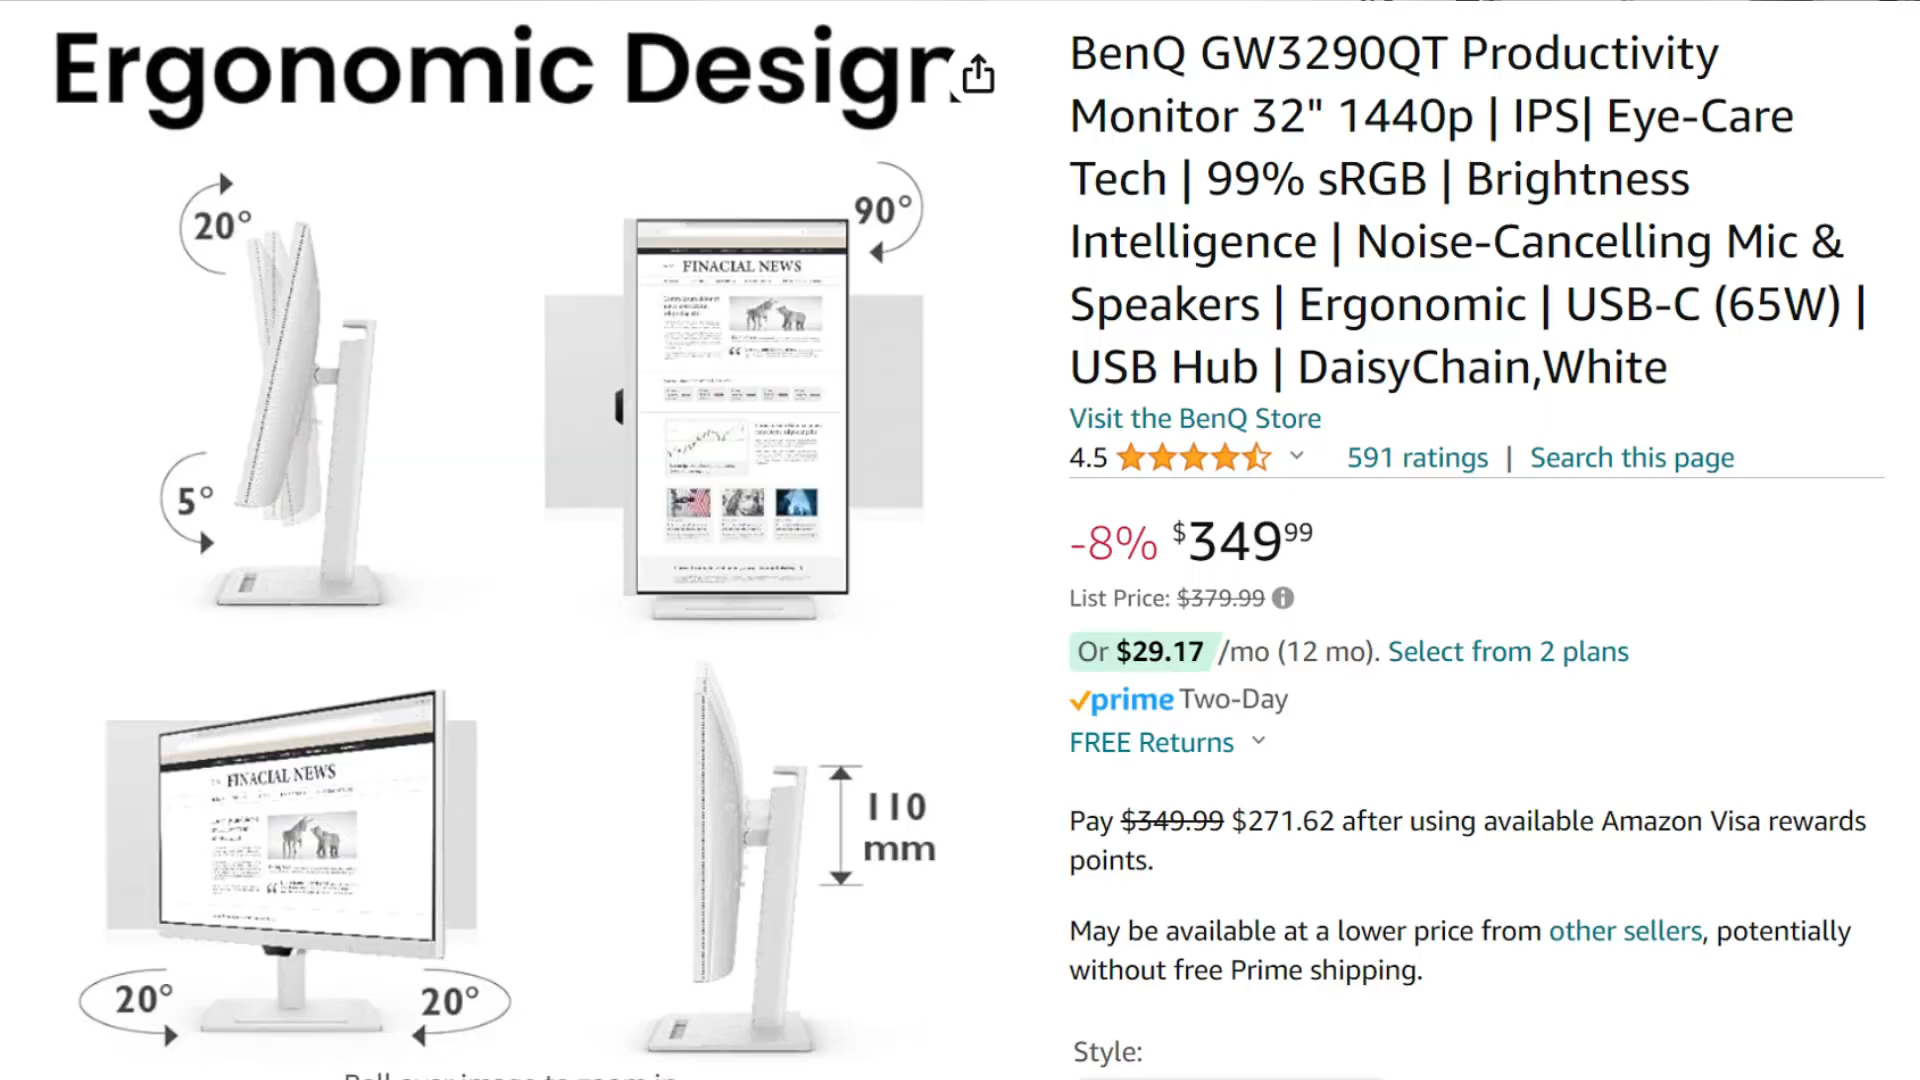 Ergonomic Design
20°
90°
FINACIAL NEWS
5°
FINACIAL NEWS
110
mm
20°
20°
BenQ GW3290QT Productivity
Monitor 32" 1440p | IPS| Eye-Care
Tech | 99% sRGB | Brightness
Intelligence | Noise-Cancelling Mic &
Speakers | Ergonomic | USB-C (65W) |
USB Hub | DaisyChain,White
Visit the BenQ Store
4.5 591 ratings | Search this page
-8% $349 99
List Price: $379.99
Or $29.17 /mo (12 mo). Select from 2 plans
prime Two-Day
FREE Returns
Pay $349.99 $271.62 after using available Amazon Visa rewards
points.
May be available at a lower price from other sellers, potentially
without free Prime shipping.
Style: